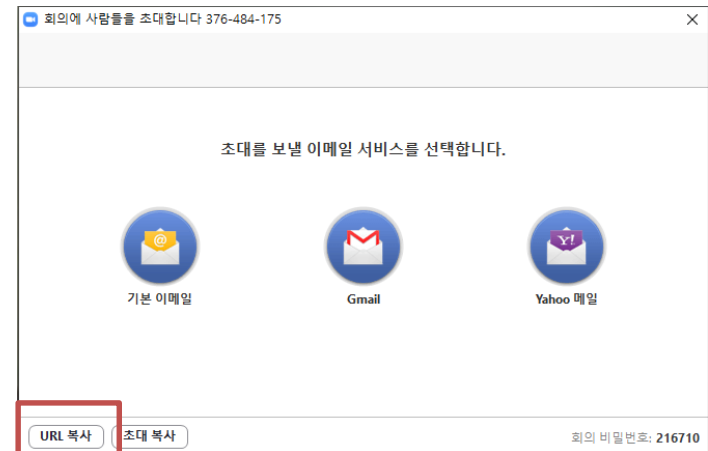 회의에 사람들을 초대합니다 376-484-175
초대를 보낼 이메일 서비스를 선택합니다.
@
Y!
기본 이메일
Gmail
Yahoo 메일
URL 복사
초대 복사
회의 비밀번호: 216710